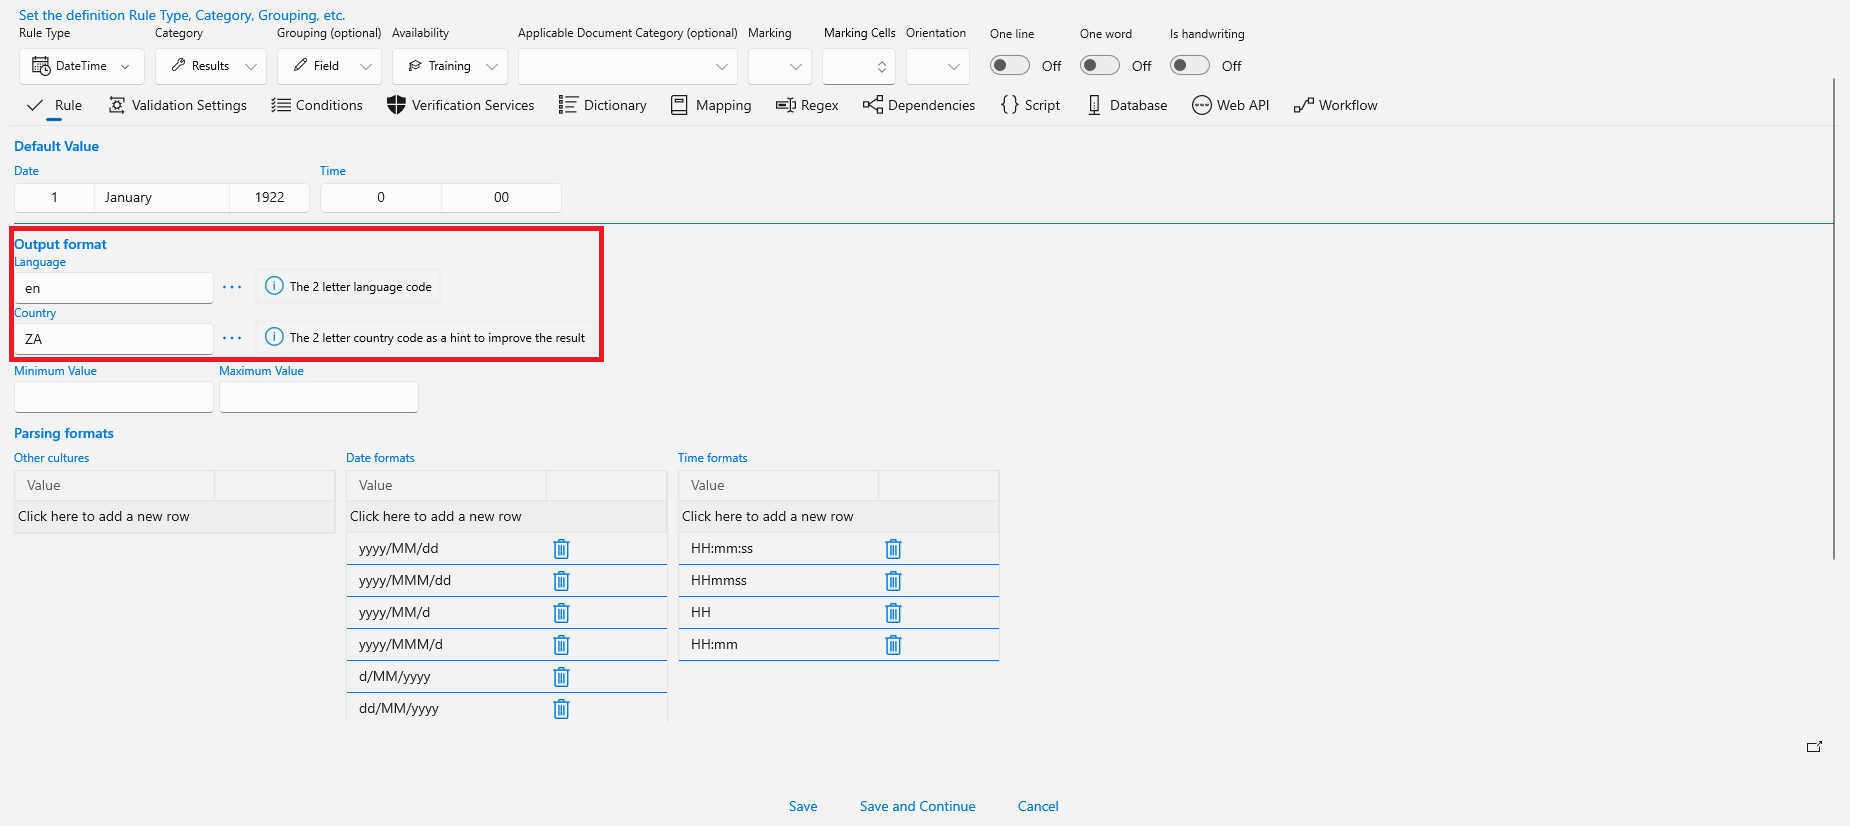 Set the definition Rule Type, Category, Grouping, etc.
Rule Type Category Grouping (optional) Availability Applicable Document Category (optional) Marking Marking Cells Orientation One line One word Is handwriting
DateTime Results Field Training Off Off Off
Rule Validation Settings Conditions Verification Services Dictionary Mapping Regex Dependencies Script Database Web API Workflow
Default Value
Date Time
1 January 1922 0 00
Output format
Language
en ... The 2 letter language code
Country
ZA ... The 2 letter country code as a hint to improve the result
Minimum Value Maximum Value
Parsing formats
Other cultures Date formats Time formats
Value Value Value
Click here to add a new row Click here to add a new row Click here to add a new row
yyyy/MM/dd HH:mm:ss
yyyy/MMM/dd HHmmss
yyyy/MM/d HH
yyyy/MMM/d HH:mm
d/MM/yyyy
dd/MM/yyyy
Save Save and Continue Cancel